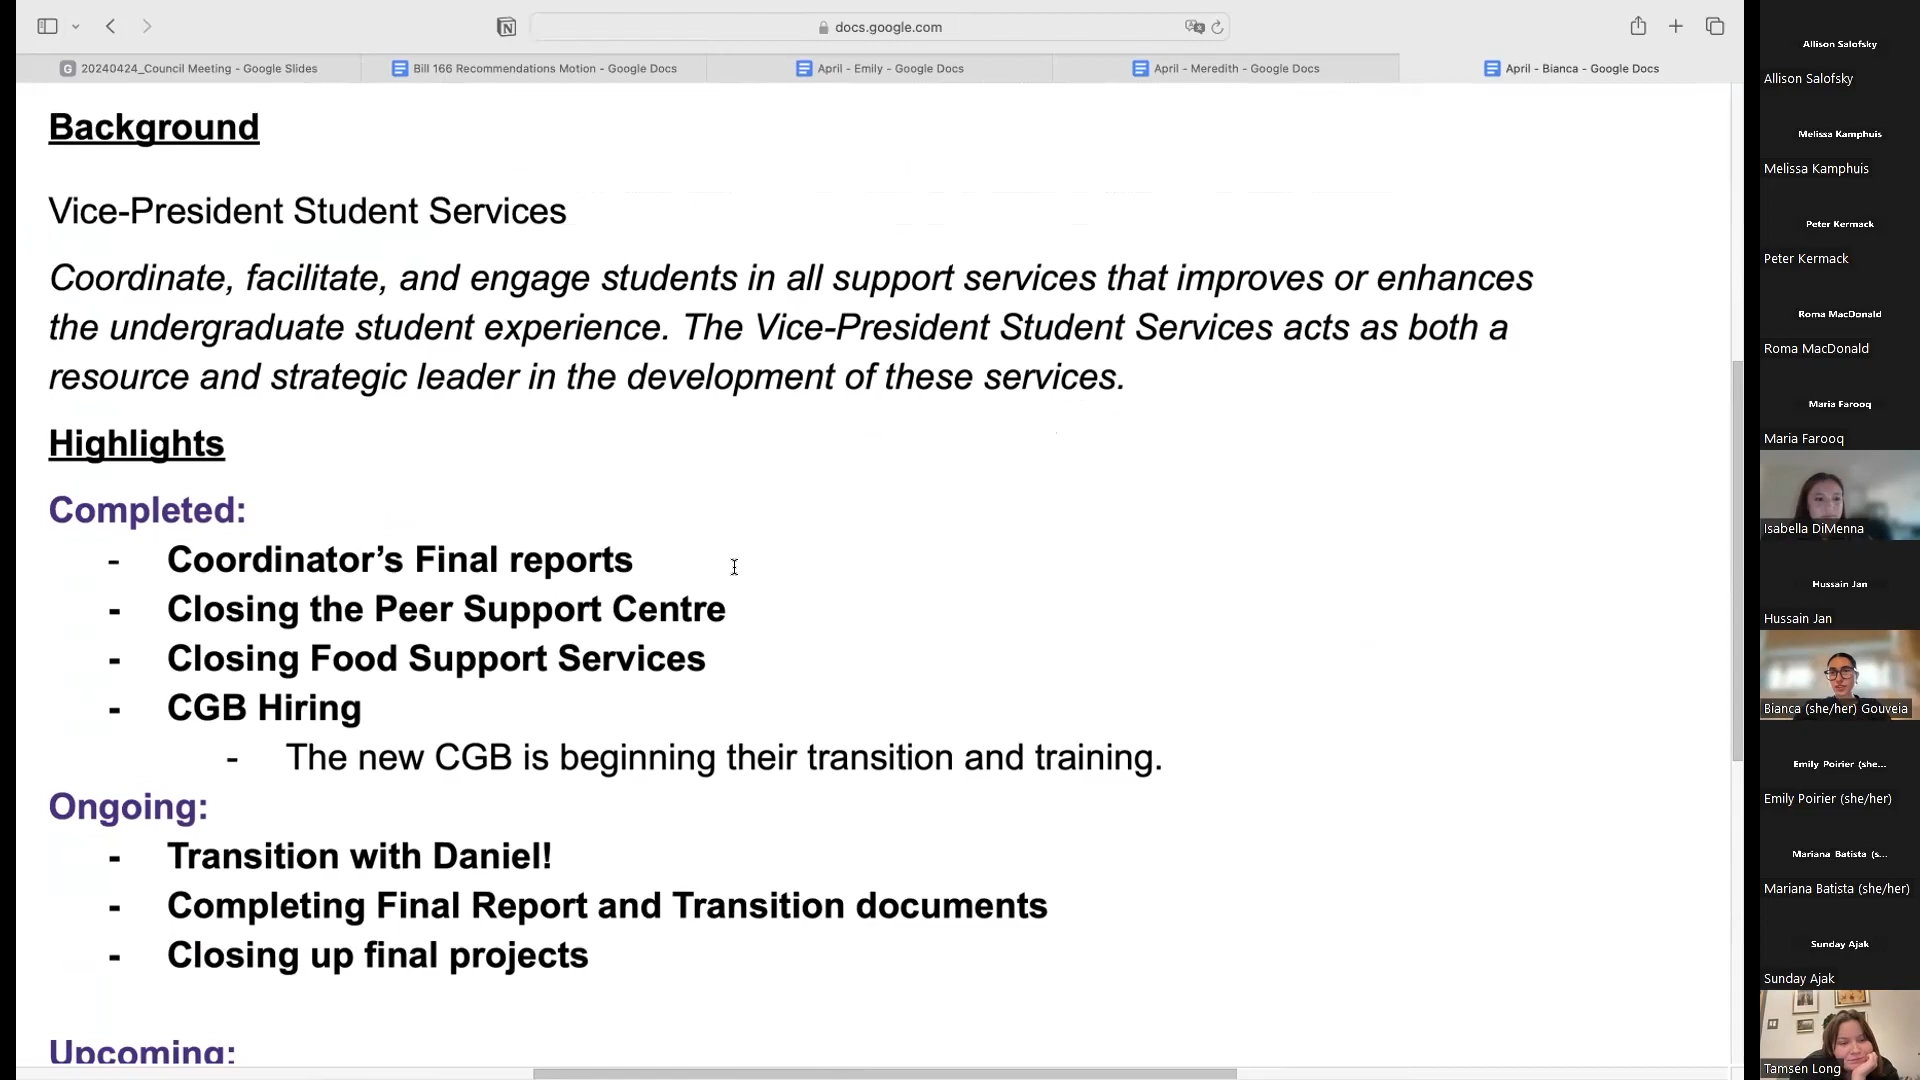 docs.google.com
20240424_Council Meeting - Google Slides
Bill 166 Recommendations Motion - Google Docs
April - Emily - Google Docs
April - Meredith - Google Docs
April - Bianca - Google Docs
Background
Vice-President Student Services
Coordinate, facilitate, and engage students in all support services that improves or enhances
the undergraduate student experience. The Vice-President Student Services acts as both a
resource and strategic leader in the development of these services.
Highlights
Completed:
- Coordinator’s Final reports
- Closing the Peer Support Centre
- Closing Food Support Services
- CGB Hiring
- The new CGB is beginning their transition and training.
Ongoing:
- Transition with Daniel!
- Completing Final Report and Transition documents
- Closing up final projects
Upcoming:
Allison Salofsky
Allison Salofsky
Melissa Kamphuis
Melissa Kamphuis
Peter Kermack
Peter Kermack
Roma MacDonald
Roma MacDonald
Maria Farooq
Maria Farooq
Isabella DiMenna
Hussain Jan
Hussain Jan
Bianca (she/her) Gouveia
Emily Poirier (she...
Emily Poirier (she/her)
Mariana Batista (s...
Mariana Batista (she/her)
Sunday Ajak
Sunday Ajak
Tamsen Long